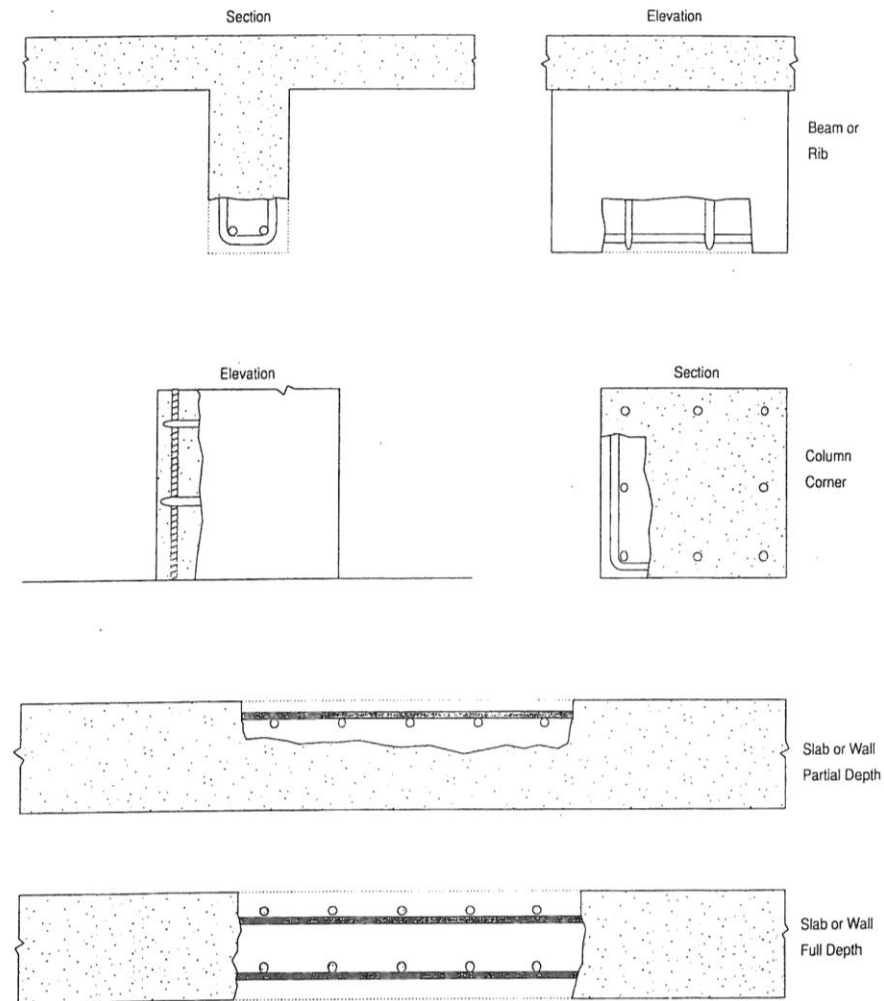 Section
Elevation
Beam or
Rib
Elevation
Section
Column
Corner
Slab or Wall
Partial Depth
Slab or Wall
Full Depth